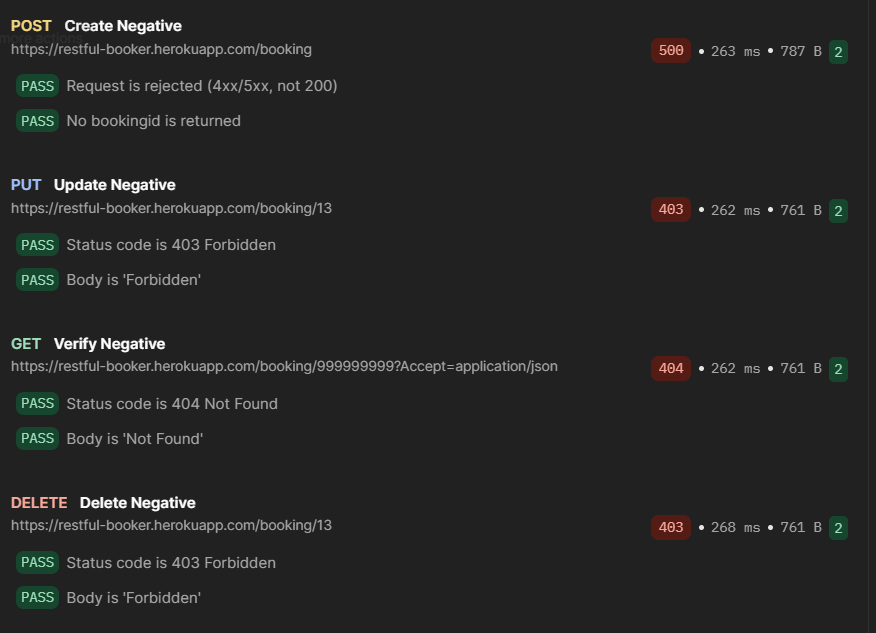 POST Create Negative
more actions
https://restful-booker.herokuapp.com/booking 500 • 263 ms • 787 B 2
PASS Request is rejected (4xx/5xx, not 200)
PASS No bookingid is returned
PUT Update Negative
https://restful-booker.herokuapp.com/booking/13 403 • 262 ms • 761 B 2
PASS Status code is 403 Forbidden
PASS Body is 'Forbidden'
GET Verify Negative
https://restful-booker.herokuapp.com/booking/999999999?Accept=application/json 404 • 262 ms • 761 B 2
PASS Status code is 404 Not Found
PASS Body is 'Not Found'
DELETE Delete Negative
https://restful-booker.herokuapp.com/booking/13 403 • 268 ms • 761 B 2
PASS Status code is 403 Forbidden
PASS Body is 'Forbidden'